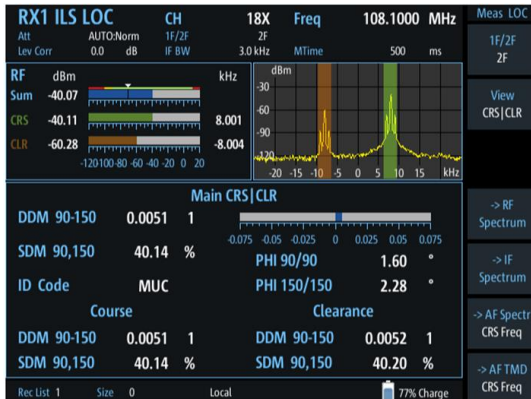 RX1 ILS LOC CH 18X Freq 108.1000 MHz
Att AUTO:Norm 1F/2F 2F
Lev Corr 0.0 dB IF BW 3.0 kHz MTime 500 ms
Meas LOC
1F/2F
2F
View
CRS|CLR
-> RF
Spectrum
-> IF
Spectrum
-> AF Spectr
CRS Freq
-> AF TMD
CRS Freq
RF dBm kHz
Sum -40.07
CRS -40.11 8.001
CLR -60.28 -8.004
-120 100 -80 -60 -40 -20 0 20
dBm
-30
-60
-90
-120
-20 -15 -10 -5 0 5 10 15 kHz
Main CRS|CLR
DDM 90-150 0.0051 1
-0.075 -0.05 -0.025 0 0.025 0.05 0.075
SDM 90,150 40.14 %
PHI 90/90 1.60 °
ID Code MUC
PHI 150/150 2.28 °
Course Clearance
DDM 90-150 0.0051 1 DDM 90-150 0.0052 1
SDM 90,150 40.14 % SDM 90,150 40.20 %
Rec List 1 Size 0 Local 77% Charge